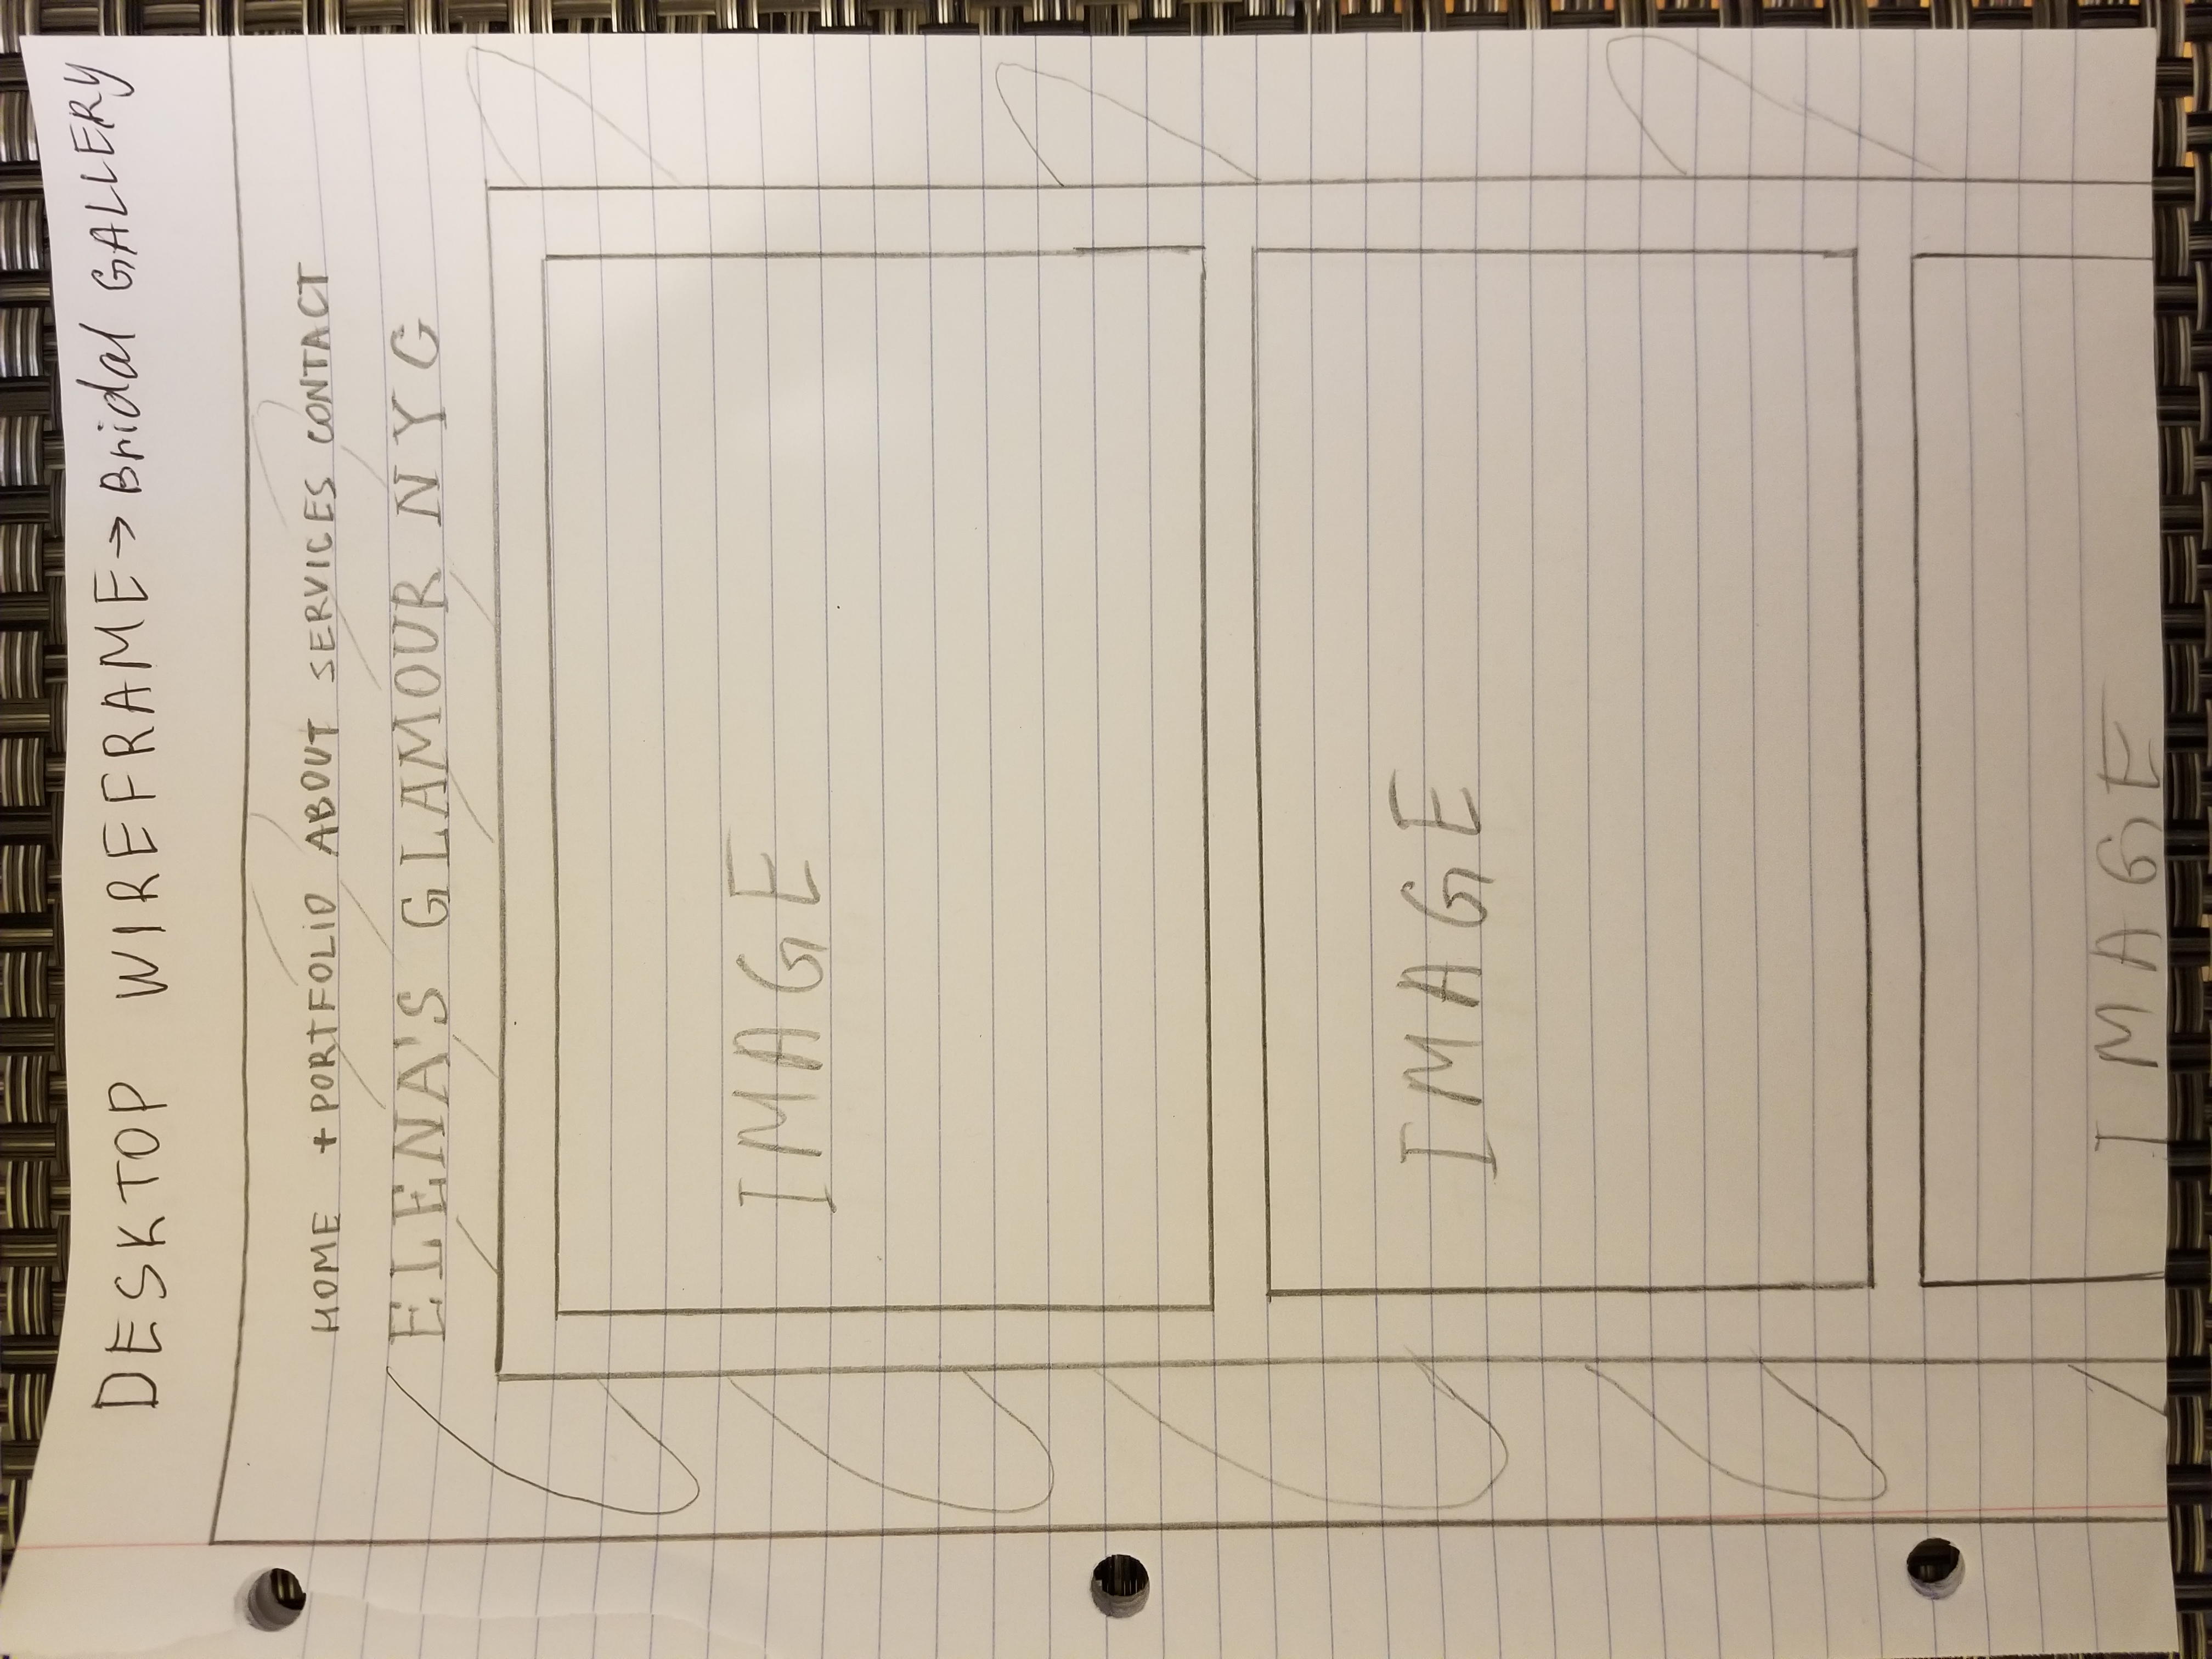 DESKTOP WIREFRAME → Bridal GALLERY
HOME + PORTFOLIO ABOUT SERVICES CONTACT
ELENA'S GLAMOUR NYG
IMAGE
IMAGE
IMAGE